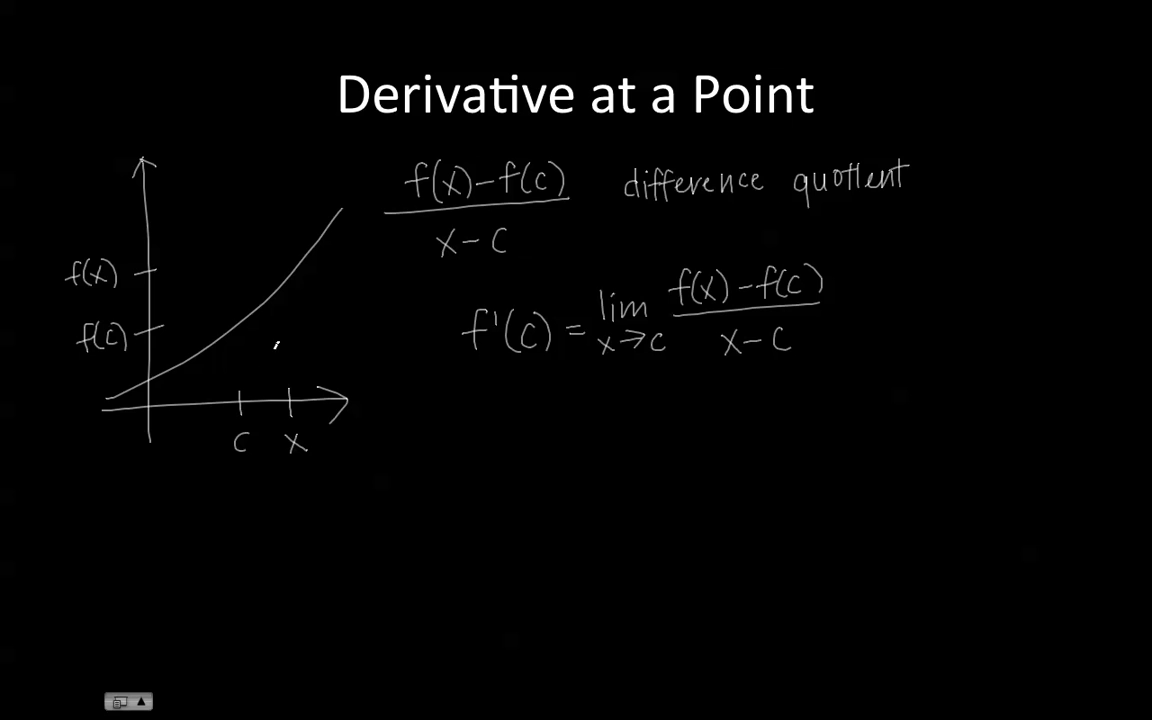 Derivative at a Point
f(x)-f(c)
x-c
difference quotient
f'(c) = lim x→c f(x)-f(c)
x-c
f(x)
f(c)
c x